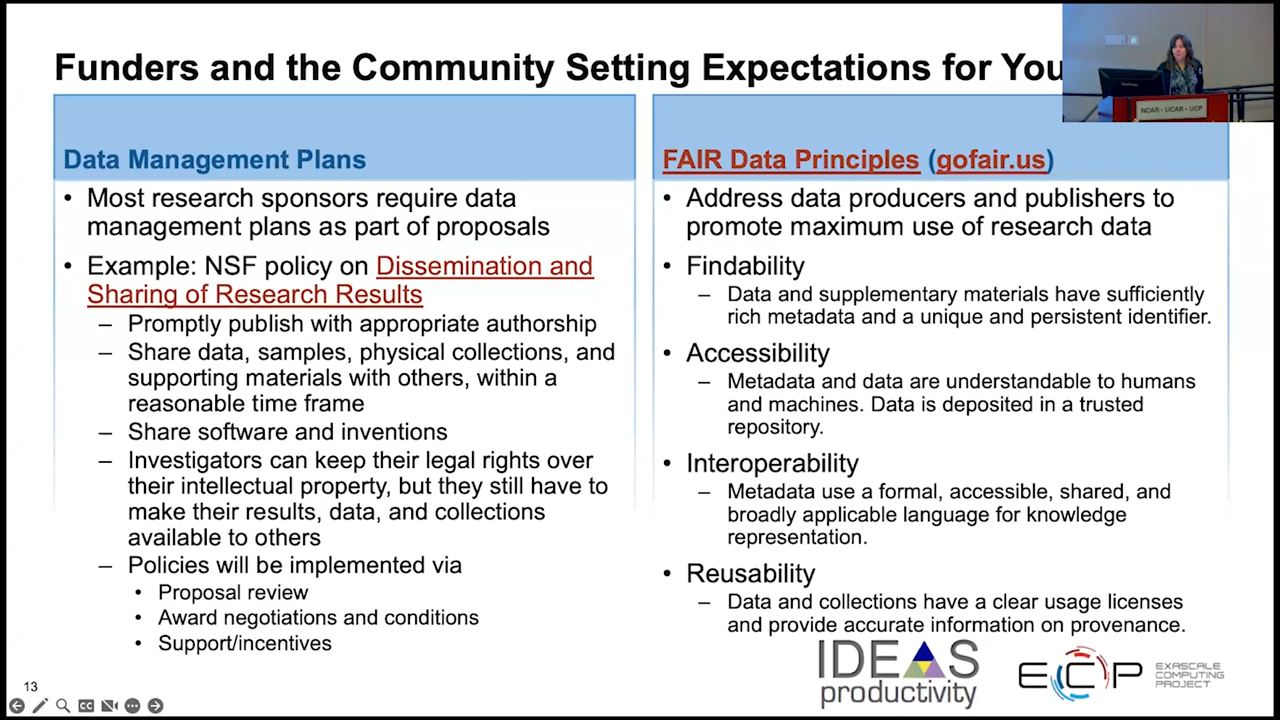 Funders and the Community Setting Expectations for You
NCAR - UCAR - UCP
Data Management Plans
• Most research sponsors require data
management plans as part of proposals
• Example: NSF policy on Dissemination and
Sharing of Research Results
– Promptly publish with appropriate authorship
– Share data, samples, physical collections, and
supporting materials with others, within a
reasonable time frame
– Share software and inventions
– Investigators can keep their legal rights over
their intellectual property, but they still have to
make their results, data, and collections
available to others
– Policies will be implemented via
• Proposal review
• Award negotiations and conditions
• Support/incentives
FAIR Data Principles (gofair.us)
• Address data producers and publishers to
promote maximum use of research data
• Findability
– Data and supplementary materials have sufficiently
rich metadata and a unique and persistent identifier.
• Accessibility
– Metadata and data are understandable to humans
and machines. Data is deposited in a trusted
repository.
• Interoperability
– Metadata use a formal, accessible, shared, and
broadly applicable language for knowledge
representation.
• Reusability
– Data and collections have a clear usage licenses
and provide accurate information on provenance.
IDEAS
productivity
ECP
EXASCALE
COMPUTING
PROJECT
13